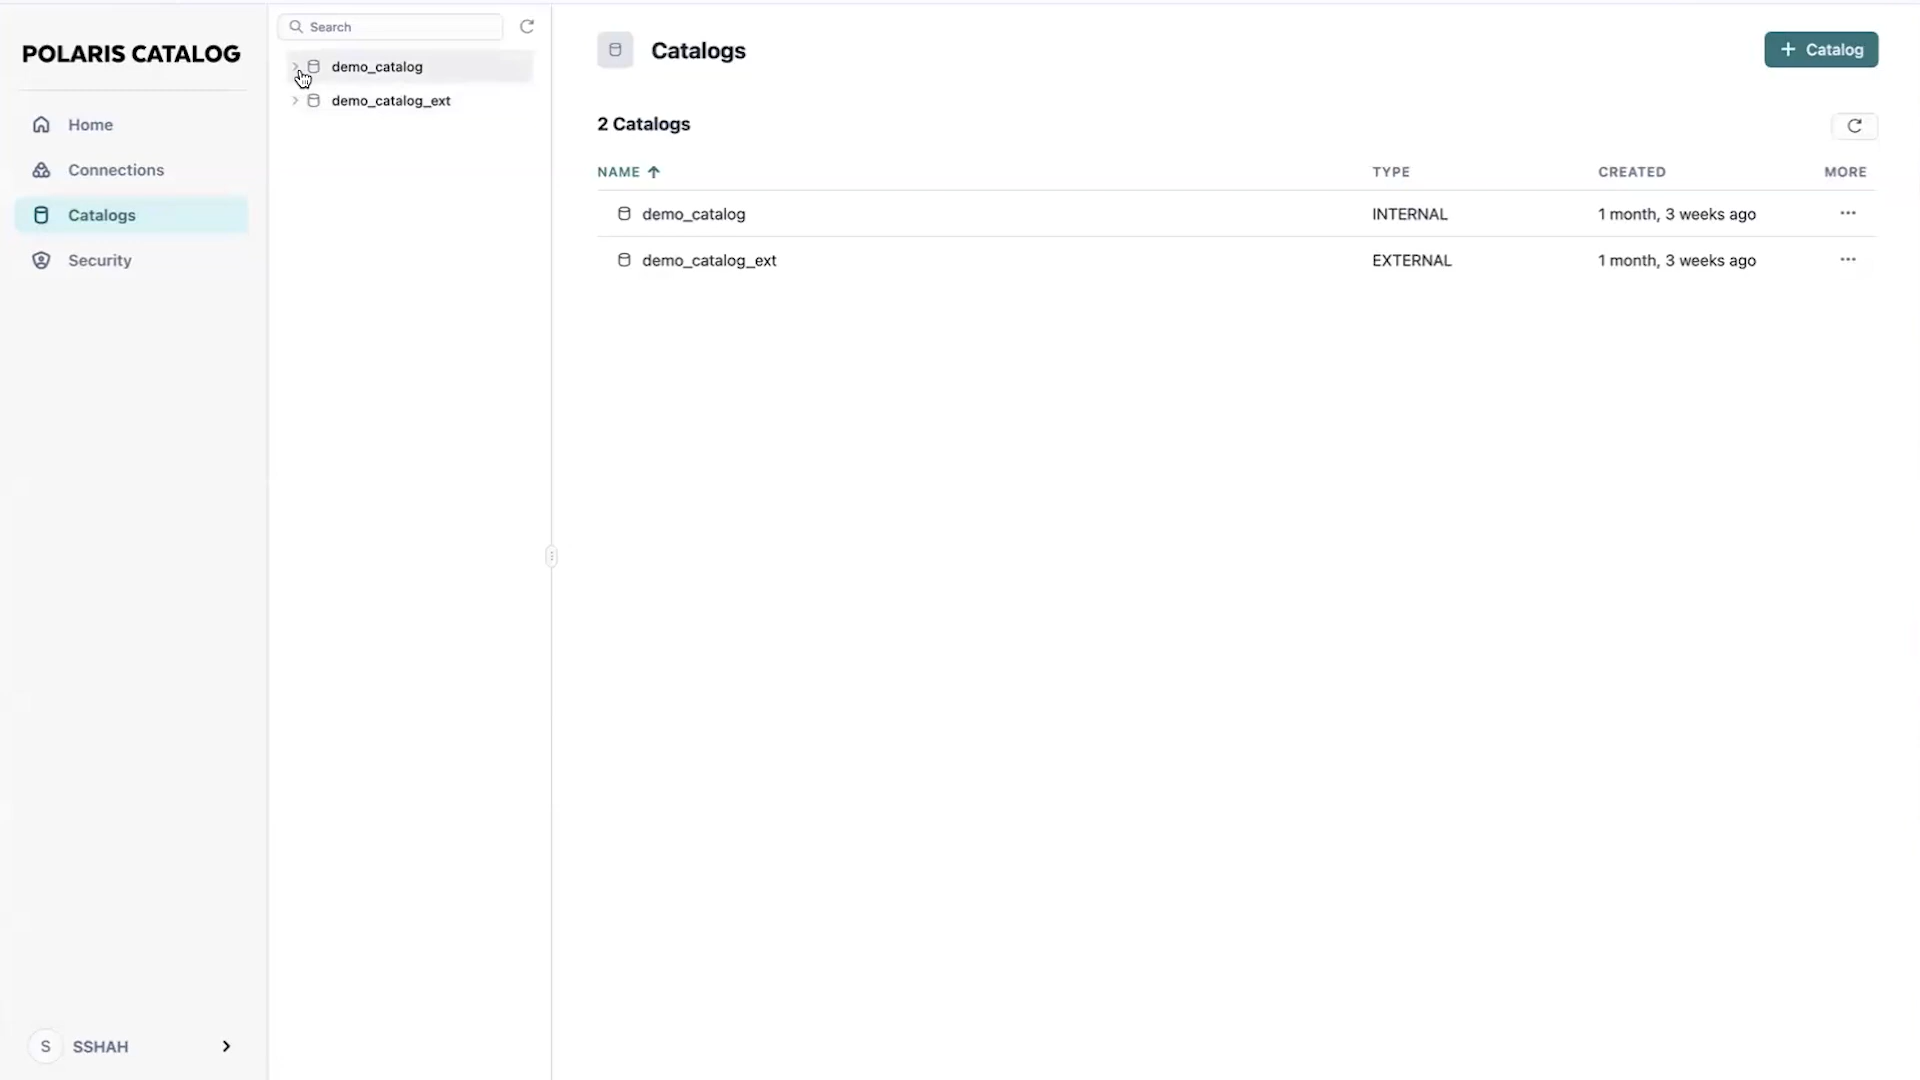 POLARIS CATALOG
Home
Connections
Catalogs
Security
S SSHAH
Search
demo_catalog
demo_catalog_ext
Catalogs
+ Catalog
2 Catalogs
NAME TYPE CREATED MORE
demo_catalog INTERNAL 1 month, 3 weeks ago ...
demo_catalog_ext EXTERNAL 1 month, 3 weeks ago ...